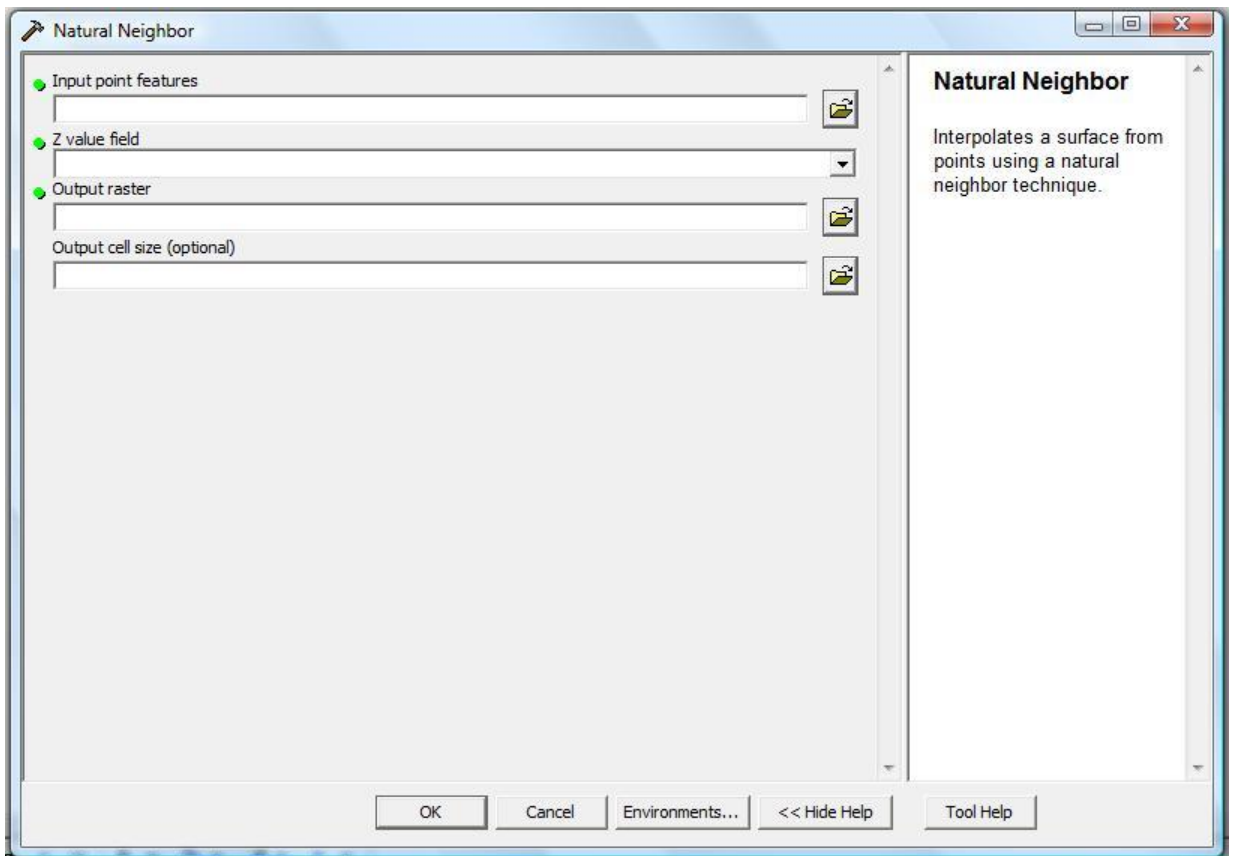 Natural Neighbor
Input point features
Z value field
Output raster
Output cell size (optional)
Natural Neighbor
Interpolates a surface from
points using a natural
neighbor technique.
OK Cancel Environments... << Hide Help Tool Help